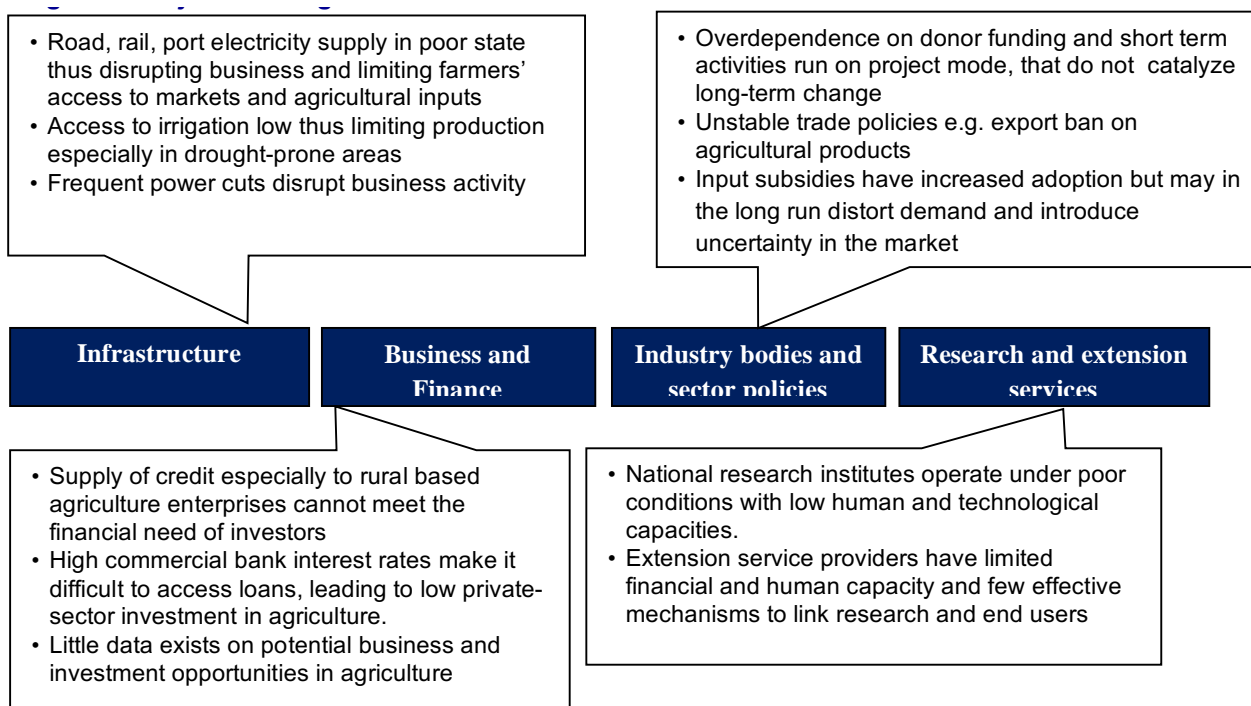 • Road, rail, port electricity supply in poor state
thus disrupting business and limiting farmers’
access to markets and agricultural inputs
• Access to irrigation low thus limiting production
especially in drought-prone areas
• Frequent power cuts disrupt business activity
• Overdependence on donor funding and short term
activities run on project mode, that do not catalyze
long-term change
• Unstable trade policies e.g. export ban on
agricultural products
• Input subsidies have increased adoption but may in
the long run distort demand and introduce
uncertainty in the market
Infrastructure
Business and
Finance
Industry bodies and
sector policies
Research and extension
services
• Supply of credit especially to rural based
agriculture enterprises cannot meet the
financial need of investors
• High commercial bank interest rates make it
difficult to access loans, leading to low private-
sector investment in agriculture.
• Little data exists on potential business and
investment opportunities in agriculture
• National research institutes operate under poor
conditions with low human and technological
capacities.
• Extension service providers have limited
financial and human capacity and few effective
mechanisms to link research and end users